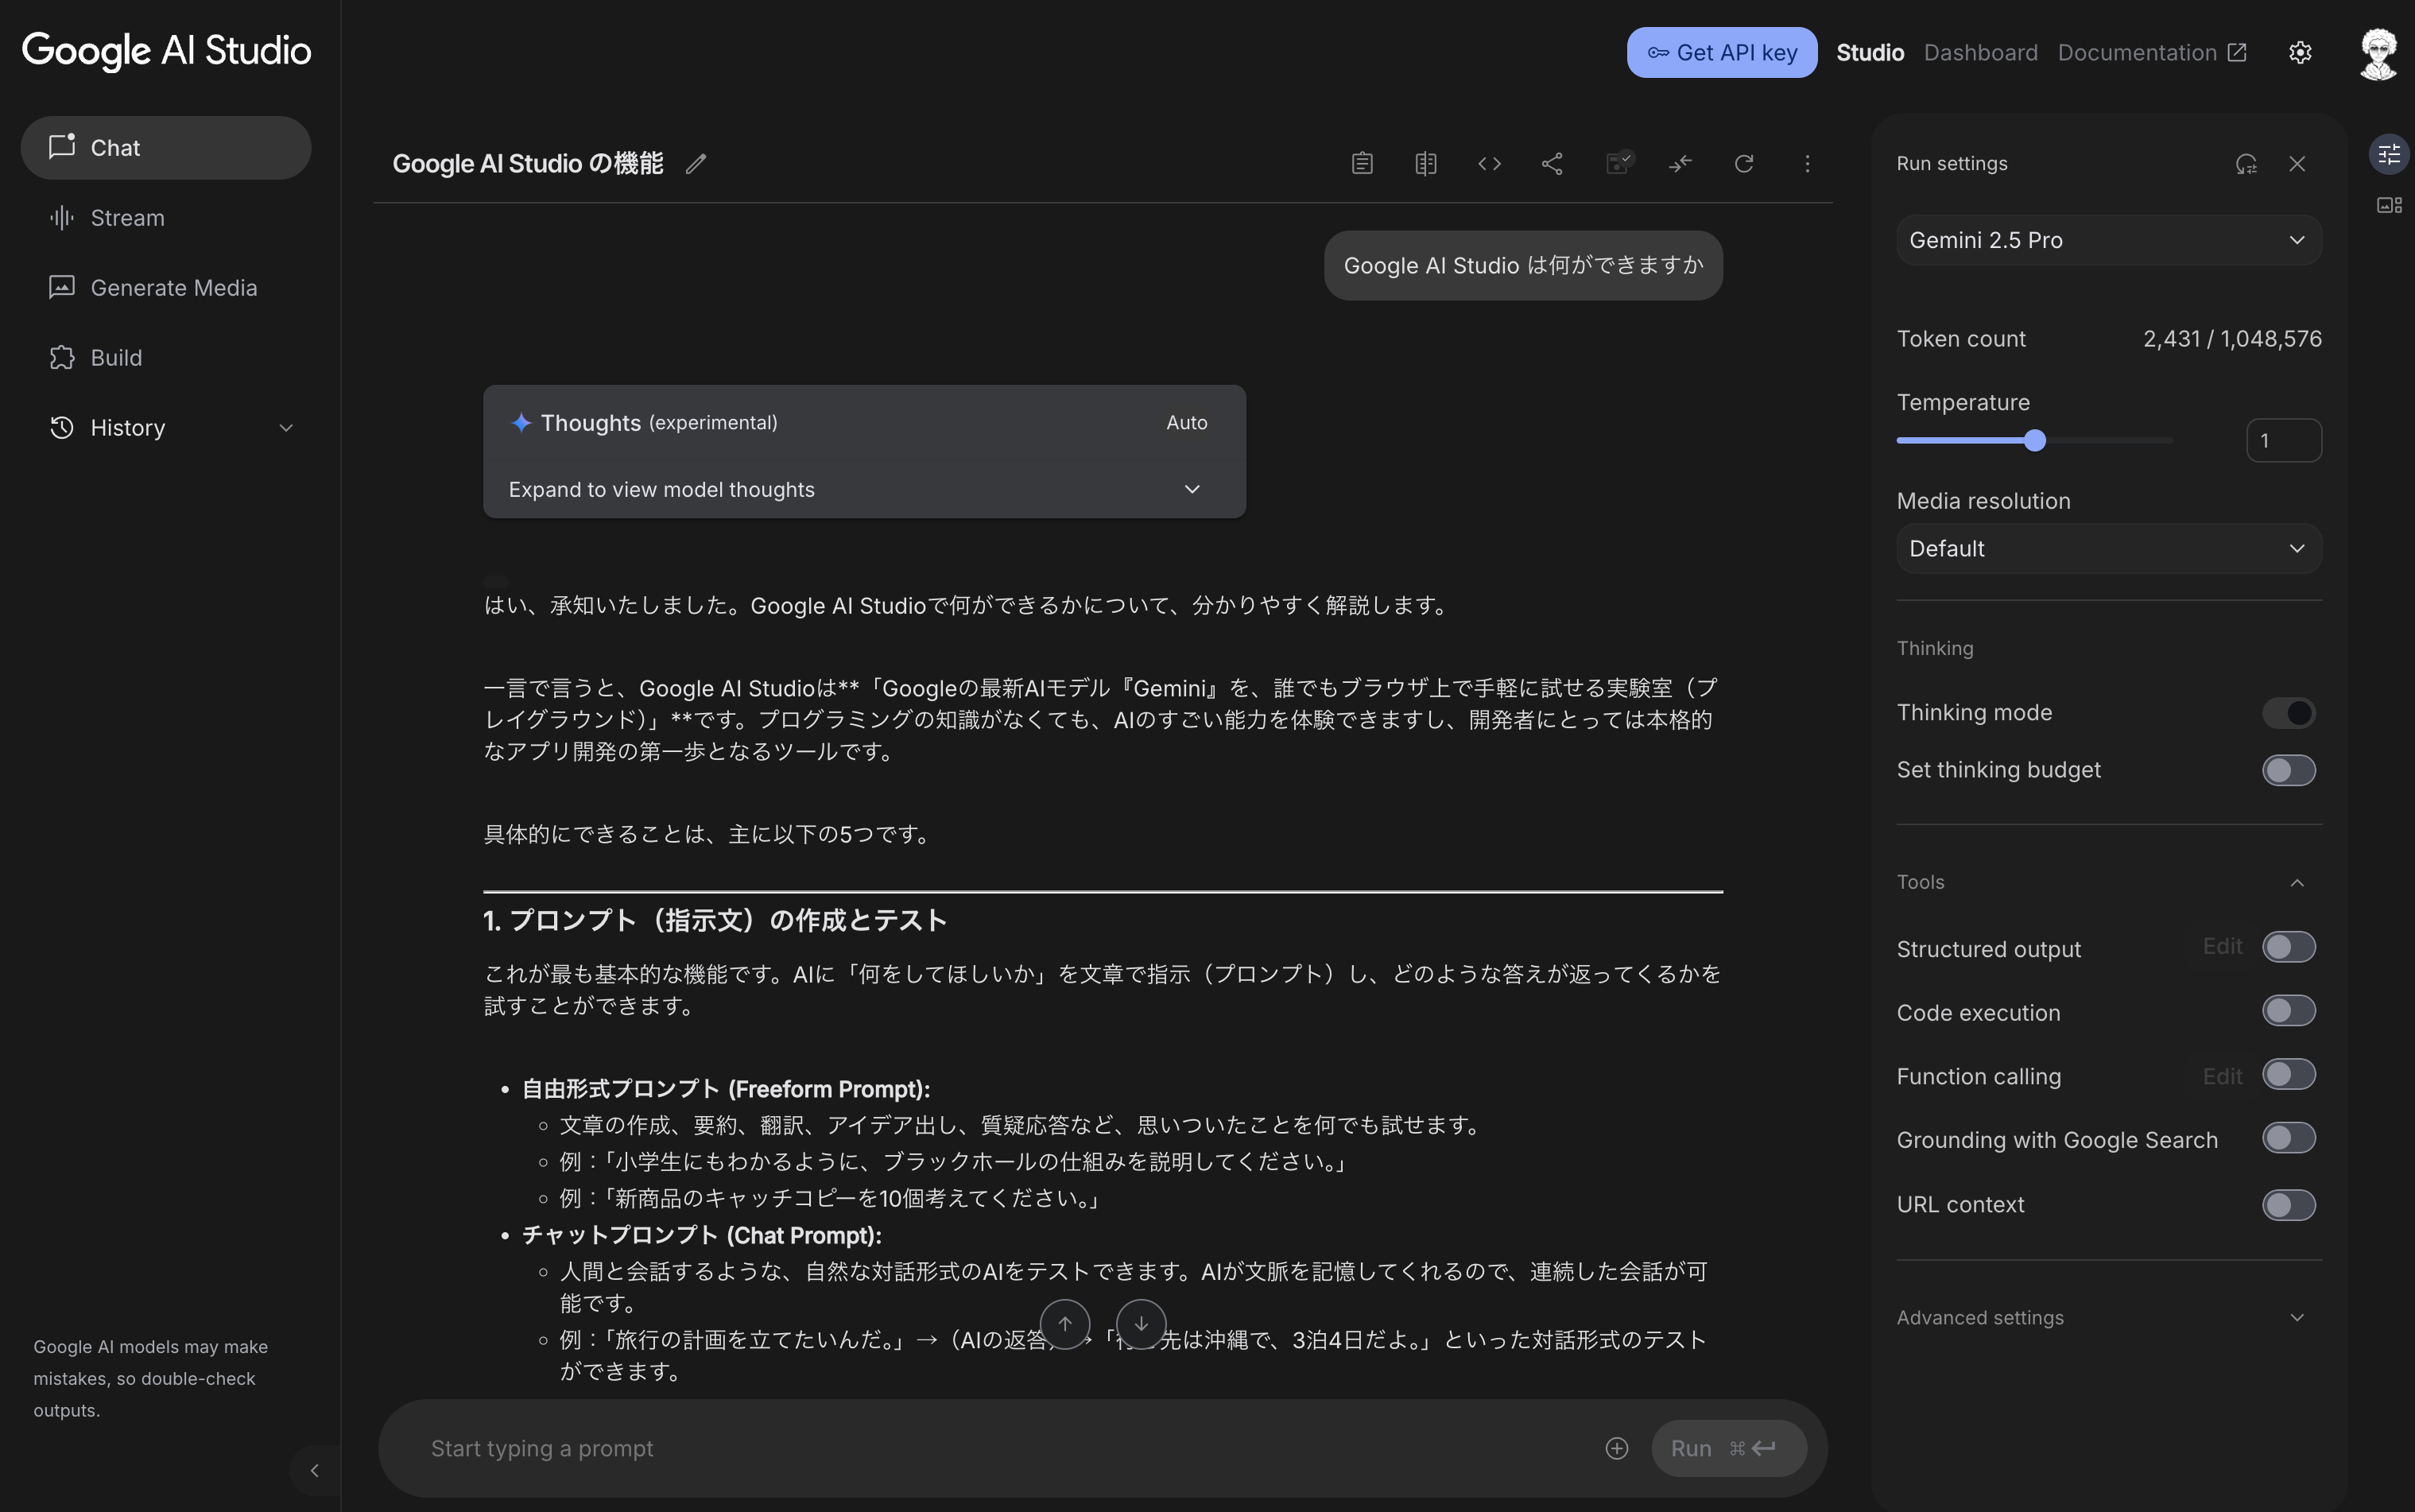 Google AI Studio
Get API key
Studio
Dashboard
Documentation
Chat
Stream
Generate Media
Build
History
Google AI models may make
mistakes, so double-check
outputs.
Google AI Studio の機能
Google AI Studio は何ができますか
Thoughts (experimental)
Auto
Expand to view model thoughts
はい、承知いたしました。Google AI Studioで何ができるかについて、分かりやすく解説します。
一言で言うと、Google AI Studioは**「Googleの最新AIモデル『Gemini』を、誰でもブラウザ上で手軽に試せる実験室（プ
レイグラウンド）」**です。プログラミングの知識がなくても、AIのすごい能力を体験できますし、開発者にとっては本格的
なアプリ開発の第一歩となるツールです。
具体的にできることは、主に以下の5つです。
1. プロンプト（指示文）の作成とテスト
これが最も基本的な機能です。AIに「何をしてほしいか」を文章で指示（プロンプト）し、どのような答えが返ってくるかを
試すことができます。
• 自由形式プロンプト (Freeform Prompt):
○ 文章の作成、要約、翻訳、アイデア出し、質疑応答など、思いついたことを何でも試せます。
○ 例：「小学生にもわかるように、ブラックホールの仕組みを説明してください。」
○ 例：「新商品のキャッチコピーを10個考えてください。」
• チャットプロンプト (Chat Prompt):
○ 人間と会話するような、自然な対話形式のAIをテストできます。AIが文脈を記憶してくれるので、連続した会話が可
能です。
○ 例：「旅行の計画を立てたいんだ。」→（AIの返答 「 先は沖縄で、3泊4日だよ。」といった対話形式のテスト
ができます。
Start typing a prompt
Run ⌘↵
Run settings
Gemini 2.5 Pro
Token count 2,431 / 1,048,576
Temperature
1
Media resolution
Default
Thinking
Thinking mode
Set thinking budget
Tools
Structured output Edit
Code execution
Function calling Edit
Grounding with Google Search
URL context
Advanced settings